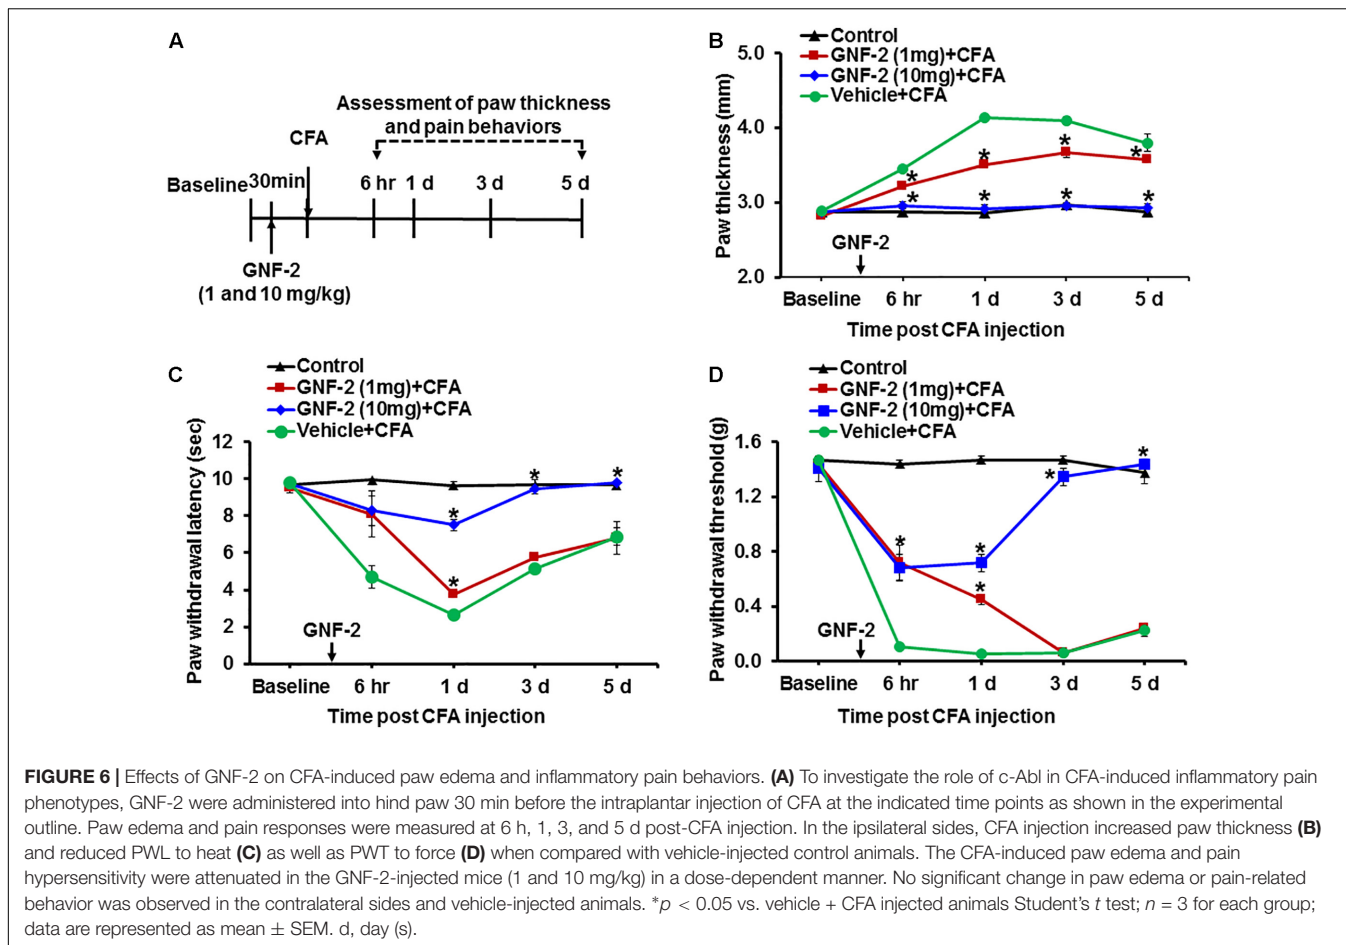 A
Assessment of paw thickness
and pain behaviors
CFA
Baseline 30min 6 hr 1 d 3 d 5 d
GNF-2
(1 and 10 mg/kg)
B
Control
GNF-2 (1mg)+CFA
GNF-2 (10mg)+CFA
Vehicle+CFA
Paw thickness (mm)
5.0
4.0
3.0
2.0
* * * *
* * * *
GNF-2
Baseline 6 hr 1 d 3 d 5 d
Time post CFA injection
C
Control
GNF-2 (1mg)+CFA
GNF-2 (10mg)+CFA
Vehicle+CFA
Paw withdrawal latency (sec)
12
10
8
6
4
2
0
* * *
*
GNF-2
Baseline 6 hr 1 d 3 d 5 d
Time post CFA injection
D
Control
GNF-2 (1mg)+CFA
GNF-2 (10mg)+CFA
Vehicle+CFA
Paw withdrawal threshold (g)
1.6
1.2
0.8
0.4
0.0
* * * *
*
GNF-2
Baseline 6 hr 1 d 3 d 5 d
Time post CFA injection
FIGURE 6 | Effects of GNF-2 on CFA-induced paw edema and inflammatory pain behaviors. (A) To investigate the role of c-Abl in CFA-induced inflammatory pain
phenotypes, GNF-2 were administered into hind paw 30 min before the intraplantar injection of CFA at the indicated time points as shown in the experimental
outline. Paw edema and pain responses were measured at 6 h, 1, 3, and 5 d post-CFA injection. In the ipsilateral sides, CFA injection increased paw thickness (B)
and reduced PWL to heat (C) as well as PWT to force (D) when compared with vehicle-injected control animals. The CFA-induced paw edema and pain
hypersensitivity were attenuated in the GNF-2-injected mice (1 and 10 mg/kg) in a dose-dependent manner. No significant change in paw edema or pain-related
behavior was observed in the contralateral sides and vehicle-injected animals. *p < 0.05 vs. vehicle + CFA injected animals Student's t test; n = 3 for each group;
data are represented as mean ± SEM. d, day (s).